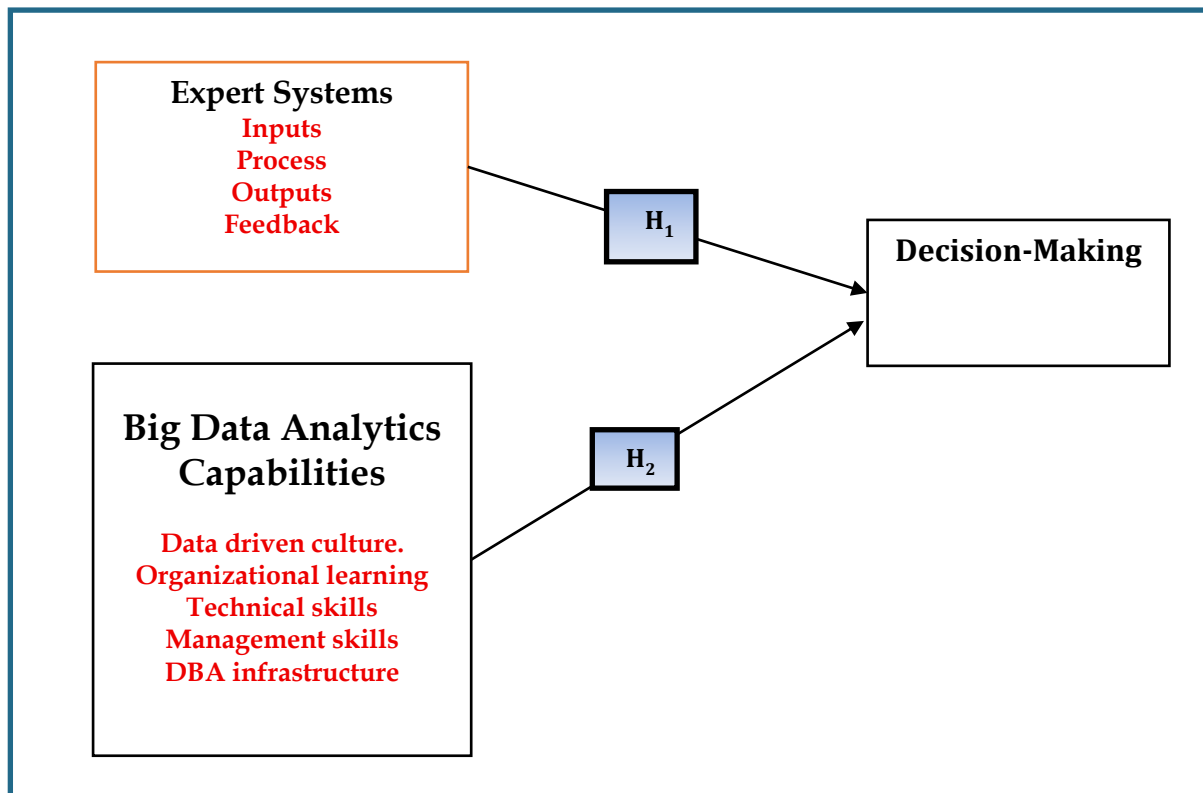 Expert Systems
Inputs
Process
Outputs
Feedback
H₁
Decision-Making
Big Data Analytics
Capabilities
Data driven culture.
Organizational learning
Technical skills
Management skills
DBA infrastructure
H₂